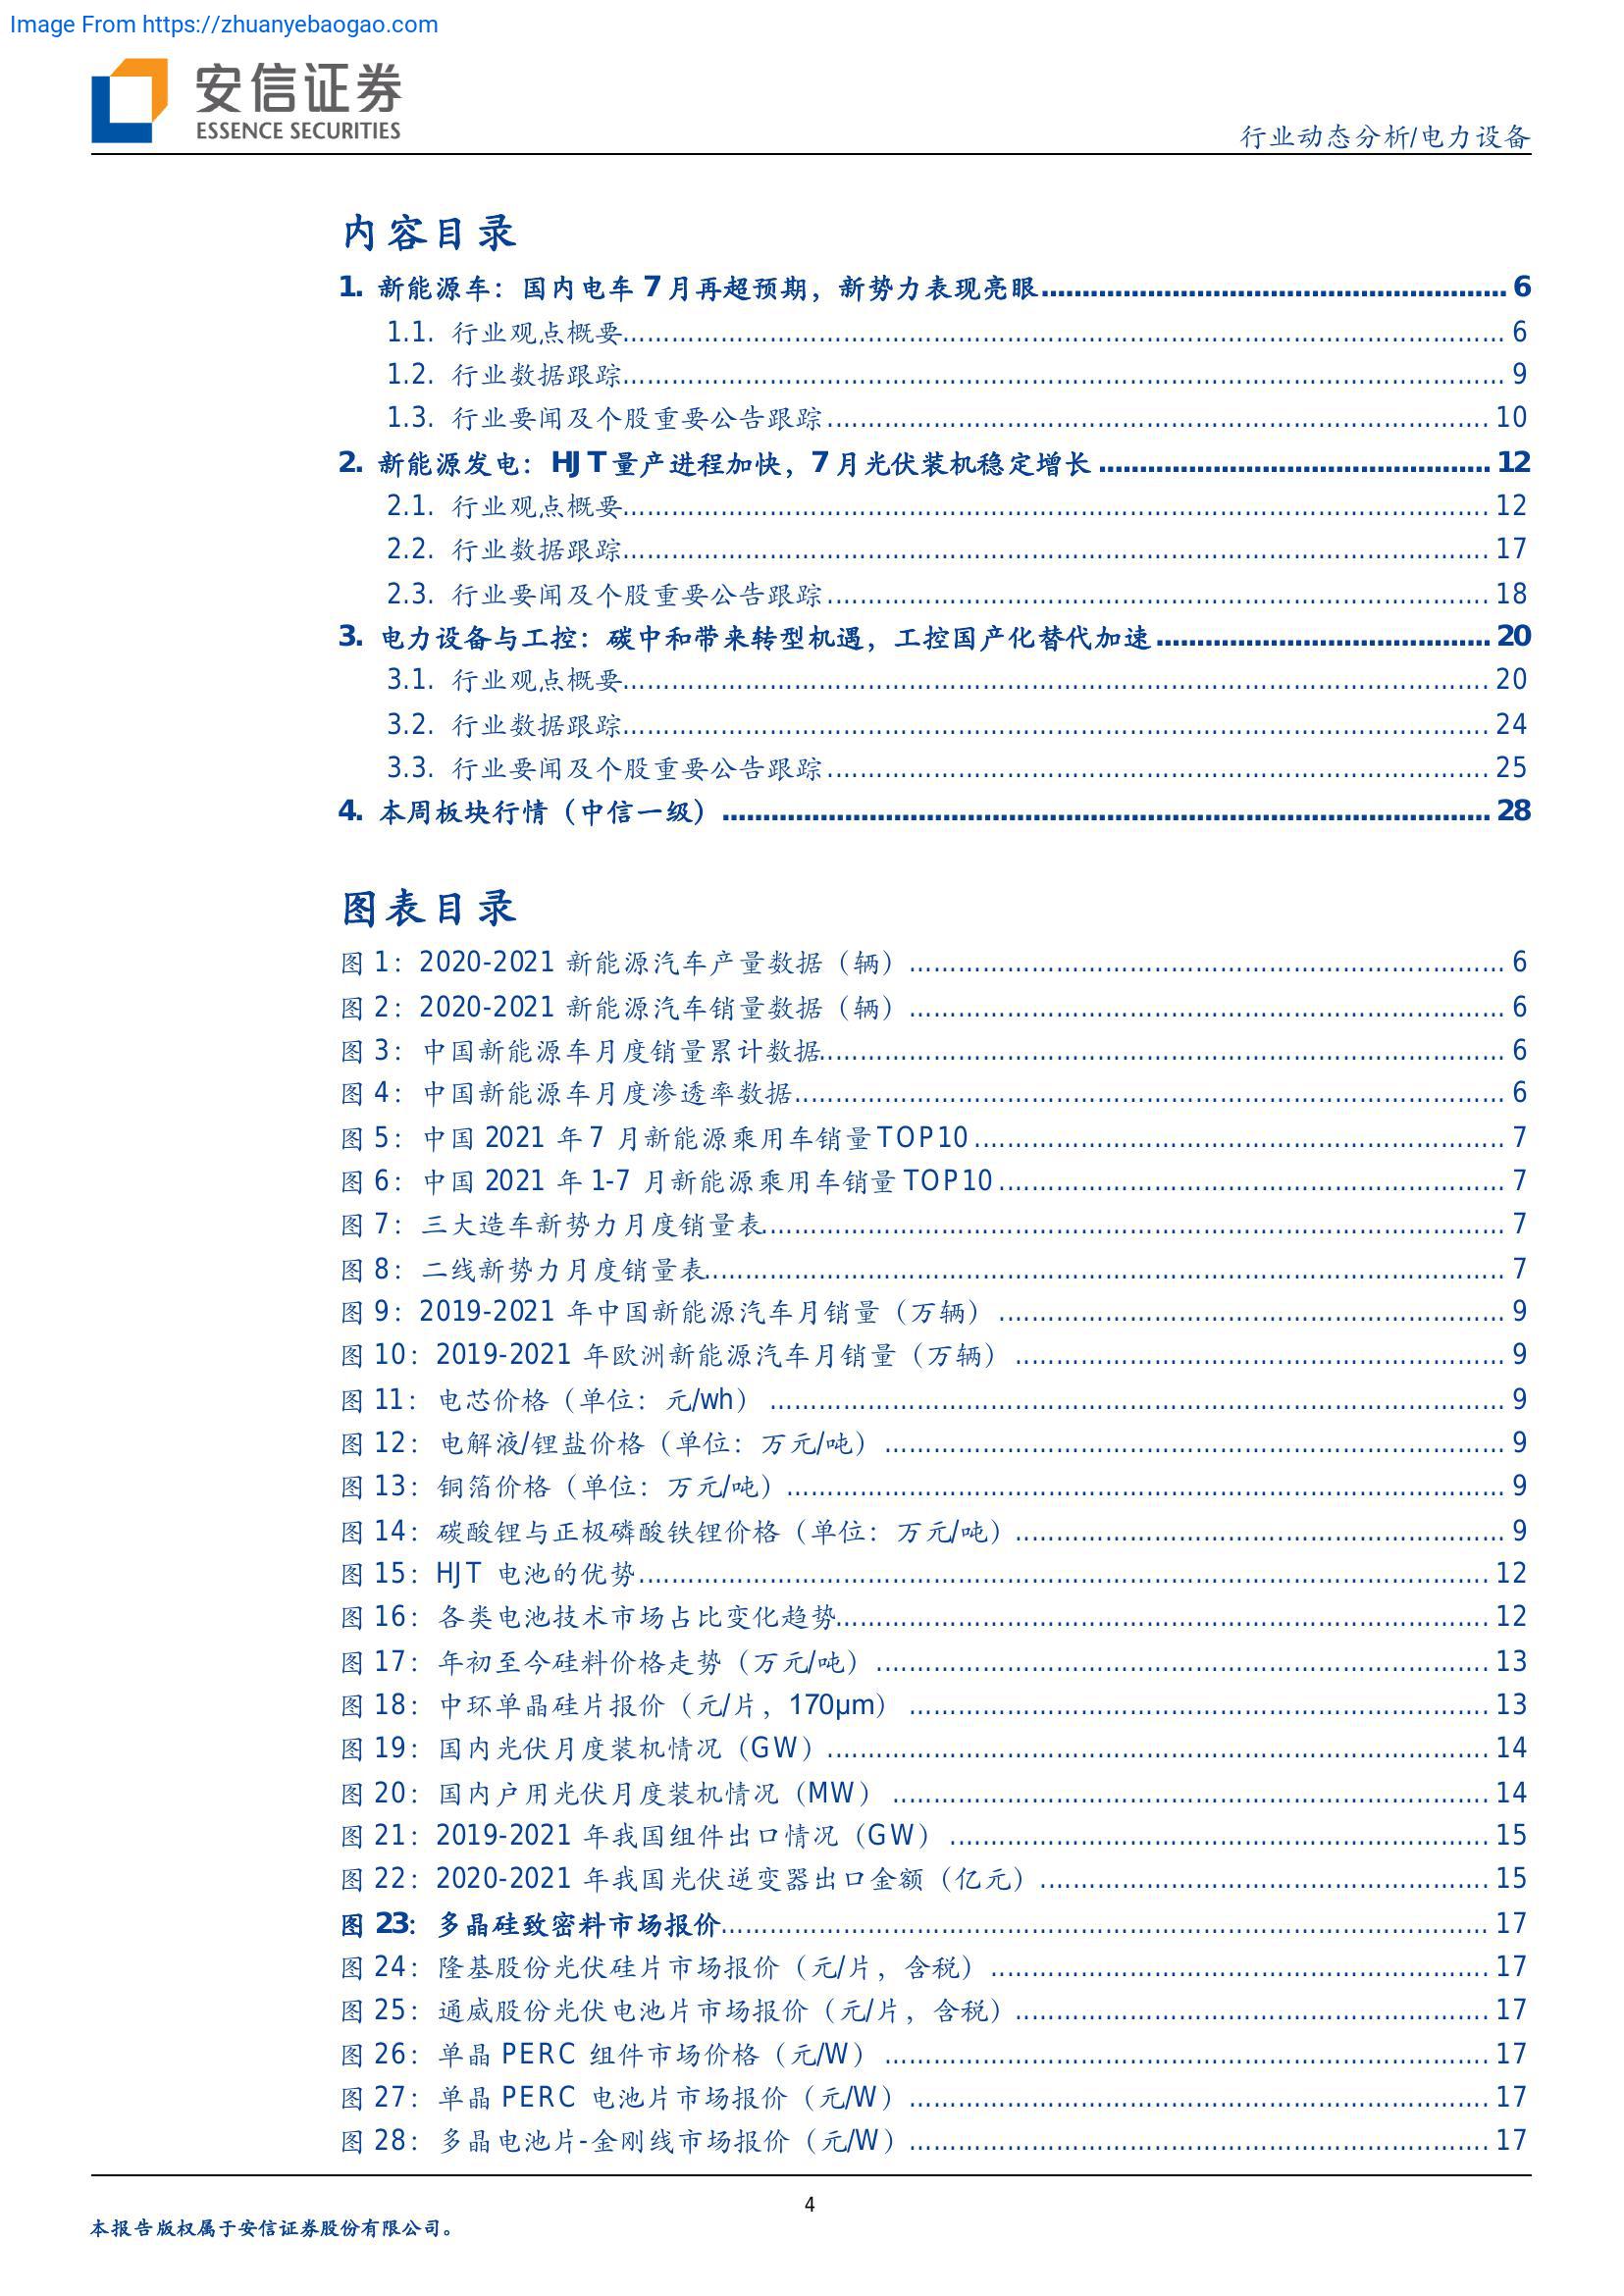 Image From https://zhuanyebaogao.com
安信证券
ESSENCE SECURITIES
行业动态分析/电力设备
内容目录
1. 新能源车：国内电车 7 月再超预期，新势力表现亮眼 6
1.1. 行业观点概要 6
1.2. 行业数据跟踪 9
1.3. 行业要闻及个股重要公告跟踪 10
2. 新能源发电：HJT 量产进程加快，7 月光伏装机稳定增长 12
2.1. 行业观点概要 12
2.2. 行业数据跟踪 17
2.3. 行业要闻及个股重要公告跟踪 18
3. 电力设备与工控：碳中和带来转型机遇，工控国产化替代加速 20
3.1. 行业观点概要 20
3.2. 行业数据跟踪 24
3.3. 行业要闻及个股重要公告跟踪 25
4. 本周板块行情（中信一级） 28
图表目录
图 1：2020-2021 新能源汽车产量数据（辆） 6
图 2：2020-2021 新能源汽车销量数据（辆） 6
图 3：中国新能源车月度销量累计数据 6
图 4：中国新能源车月度渗透率数据 6
图 5：中国 2021 年 7 月新能源乘用车销量 TOP10 7
图 6：中国 2021 年 1-7 月新能源乘用车销量 TOP10 7
图 7：三大造车新势力月度销量表 7
图 8：二线新势力月度销量表 7
图 9：2019-2021 年中国新能源汽车月销量（万辆） 9
图 10：2019-2021 年欧洲新能源汽车月销量（万辆） 9
图 11：电芯价格（单位：元/wh） 9
图 12：电解液/锂盐价格（单位：万元/吨） 9
图 13：铜箔价格（单位：万元/吨） 9
图 14：碳酸锂与正极磷酸铁锂价格（单位：万元/吨） 9
图 15：HJT 电池的优势 12
图 16：各类电池技术市场占比变化趋势 12
图 17：年初至今硅料价格走势（万元/吨） 13
图 18：中环单晶硅片报价（元/片，170μm） 13
图 19：国内光伏月度装机情况（GW） 14
图 20：国内户用光伏月度装机情况（MW） 14
图 21：2019-2021 年我国组件出口情况（GW） 15
图 22：2020-2021 年我国光伏逆变器出口金额（亿元） 15
图 23：多晶硅致密料市场报价 17
图 24：隆基股份光伏硅片市场报价（元/片，含税） 17
图 25：通威股份光伏电池片市场报价（元/片，含税） 17
图 26：单晶 PERC 组件市场价格（元/W） 17
图 27：单晶 PERC 电池片市场报价（元/W） 17
图 28：多晶电池片-金刚线市场报价（元/W） 17
4
本报告版权属于安信证券股份有限公司。